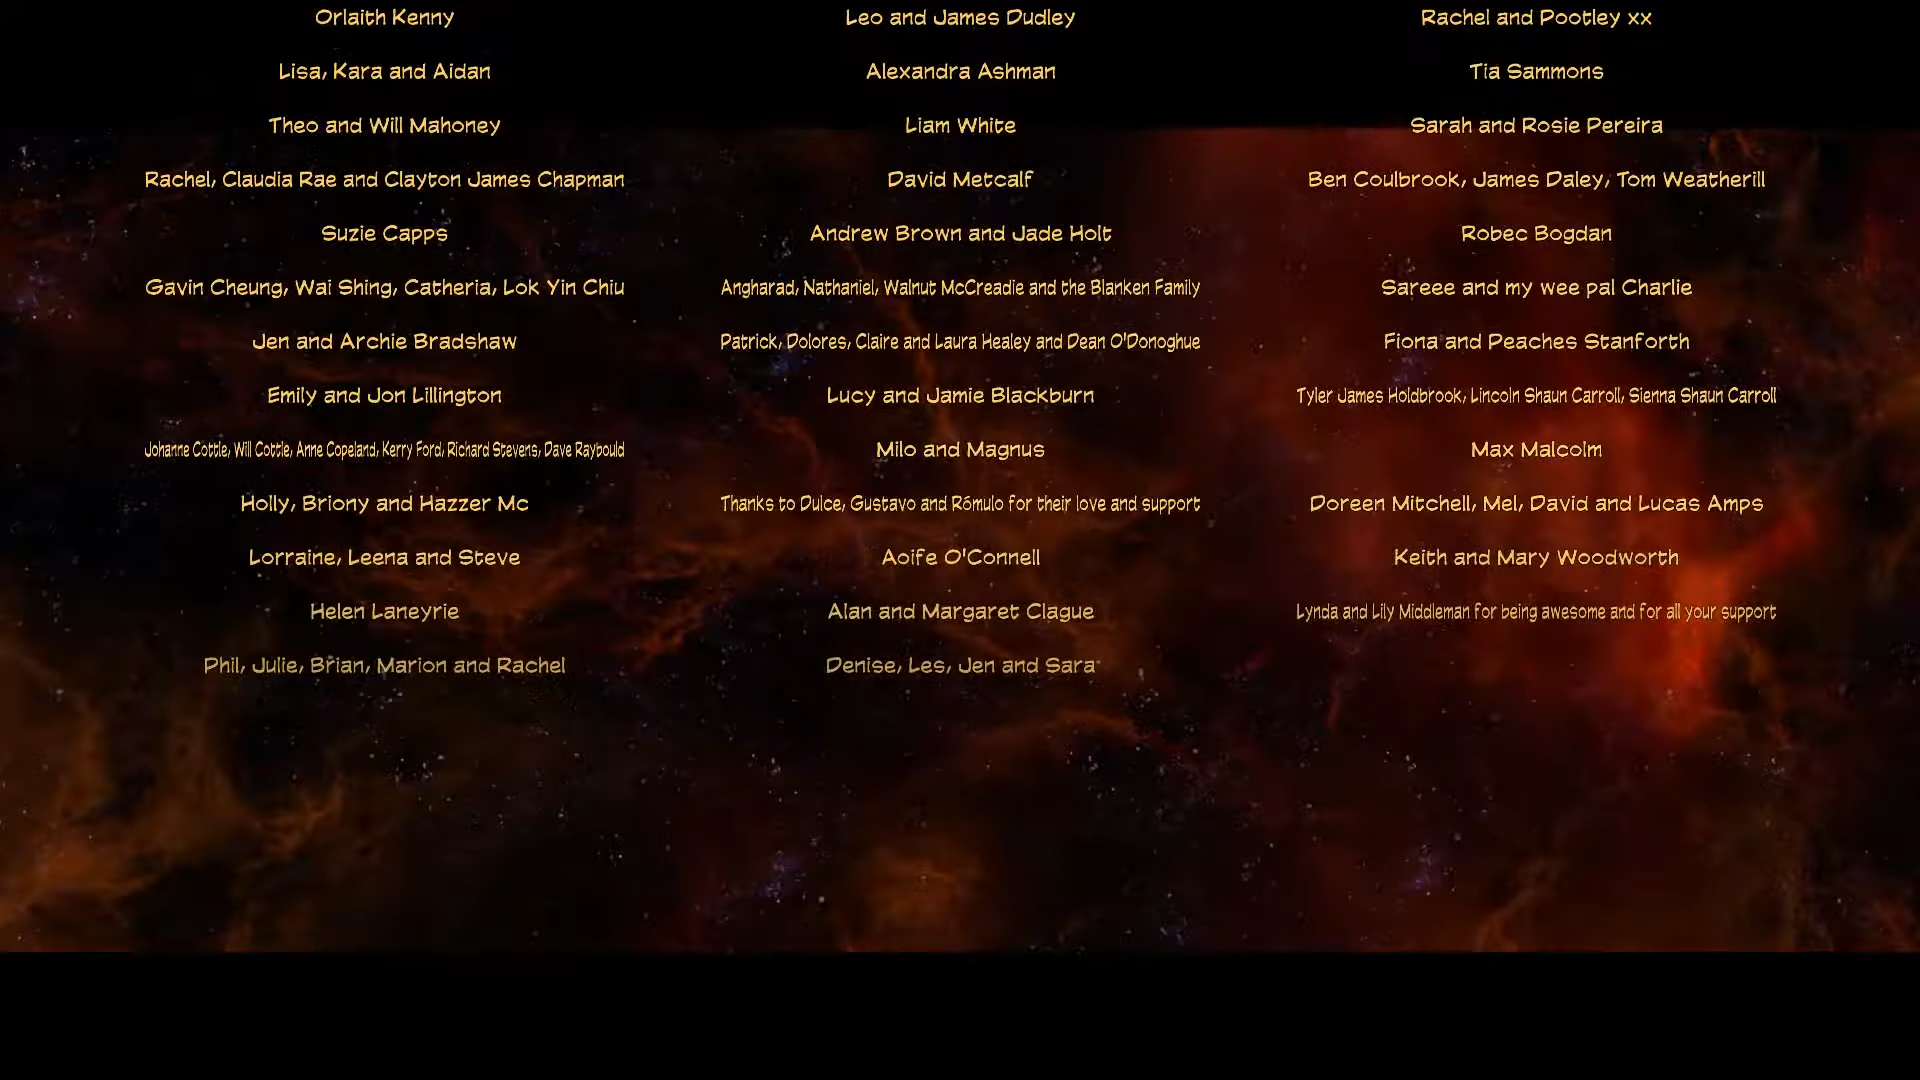 Orlaith Kenny
Leo and James Dudley
Rachel and Pootley xx
Lisa, Kara and Aidan
Alexandra Ashman
Tia Sammons
Theo and Will Mahoney
Liam White
Sarah and Rosie Pereira
Rachel, Claudia Rae and Clayton James Chapman
David Metcalf
Ben Coulbrook, James Daley, Tom Weatherill
Suzie Capps
Andrew Brown and Jade Holt
Robec Bogdan
Gavin Cheung, Wai Shing, Catheria, Lok Yin Chiu
Angharad, Nathaniel, Walnut McCreadie and the Blanken Family
Sareee and my wee pal Charlie
Jen and Archie Bradshaw
Patrick, Dolores, Claire and Laura Healey and Dean O'Donoghue
Fiona and Peaches Stanforth
Emily and Jon Lillington
Lucy and Jamie Blackburn
Tyler James Holdbrook, Lincoln Shaun Carroll, Sienna Shaun Carroll
Johanne Cottle, Will Cottle, Anne Copeland, Kerry Ford, Richard Stevens, Dave Raybould
Milo and Magnus
Max Malcolm
Holly, Briony and Hazzer Mc
Thanks to Dulce, Gustavo and Rómulo for their love and support
Doreen Mitchell, Mel, David and Lucas Amps
Lorraine, Leena and Steve
Aoife O'Connell
Keith and Mary Woodworth
Helen Laneyrie
Alan and Margaret Clague
Lynda and Lily Middleman for being awesome and for all your support
Phil, Julie, Brian, Marion and Rachel
Denise, Les, Jen and Sara